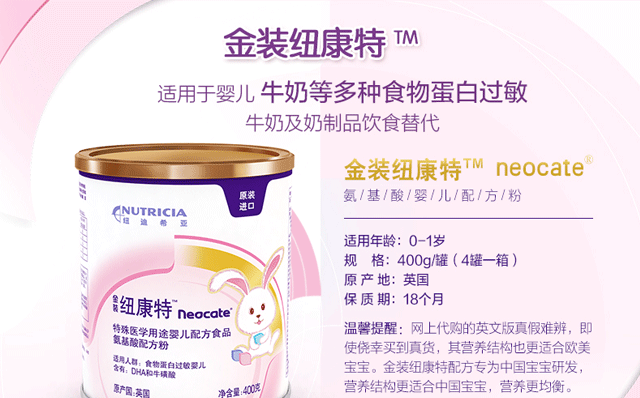 金装纽康特™
适用于婴儿 牛奶等多种食物蛋白过敏
牛奶及奶制品饮食替代
金装纽康特™ neocate®
氨/基/酸/婴/儿/配/方/粉
适用年龄：0-1岁
规　格：400g/罐（4罐一箱）
原 产 地：英国
保 质 期：18个月
温馨提醒：网上代购的英文版真假难辨，即
使侥幸买到真货，其营养结构也更适合欧美
宝宝。金装纽康特配方专为中国宝宝研发，
营养结构更适合中国宝宝，营养更均衡。
原装
进口
NUTRICIA
纽迪希亚
金装 纽康特™ neocate®
特殊医学用途婴儿配方食品
氨基酸配方粉
适用人群：食物蛋白过敏婴儿
含有：DHA和牛磺酸
原产国：英国
净含量：400克